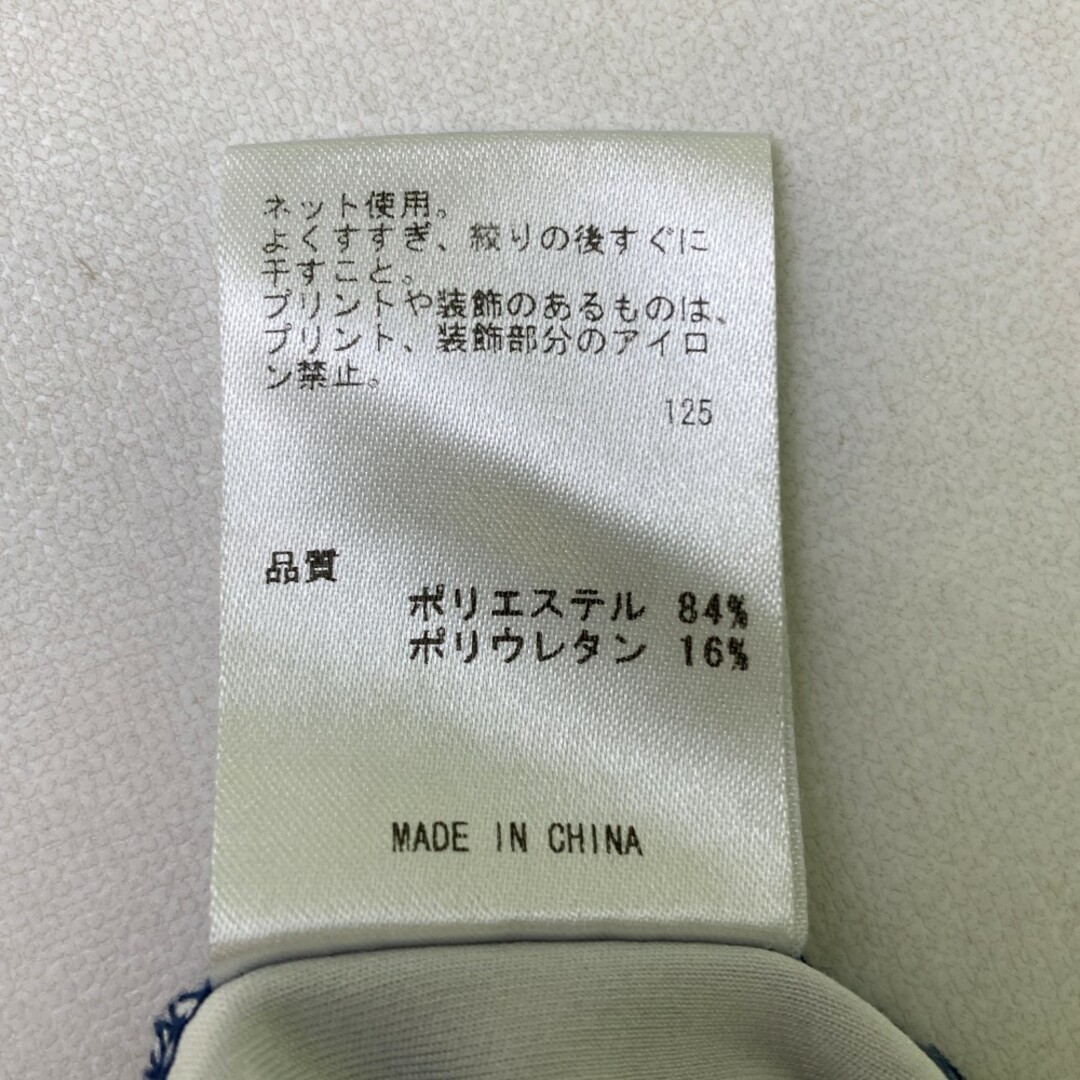 ネット使用。
よくすすぎ、絞りの後すぐに
干すこと。
プリントや装飾のあるものは、
プリント、装飾部分のアイロ
ン禁止。
125
品質
ポリエステル 84%
ポリウレタン 16%
MADE IN CHINA